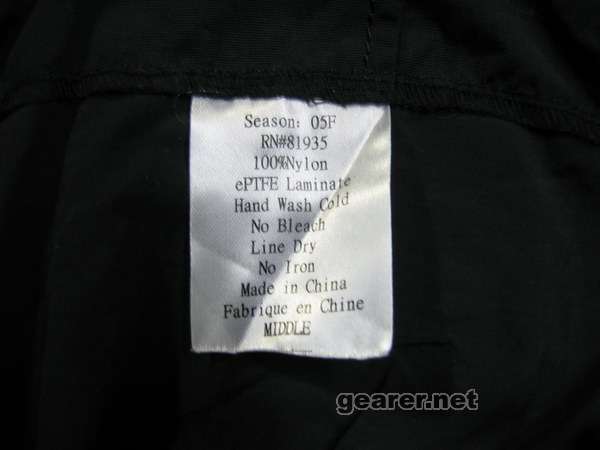 Season: 05F
RN#81935
100%Nylon
ePTFE Laminate
Hand Wash Cold
No Bleach
Line Dry
No Iron
Made in China
Fabrique en Chine
MIDDLE
gearer.net